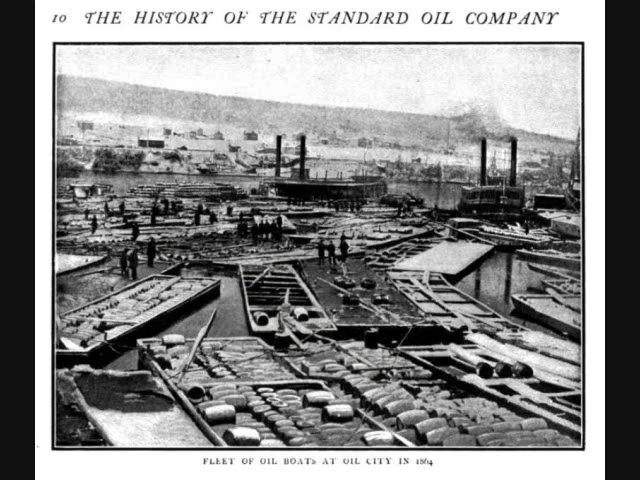 10 THE HISTORY OF THE STANDARD OIL COMPANY
FLEET OF OIL BOATS AT OIL CITY IN 1864